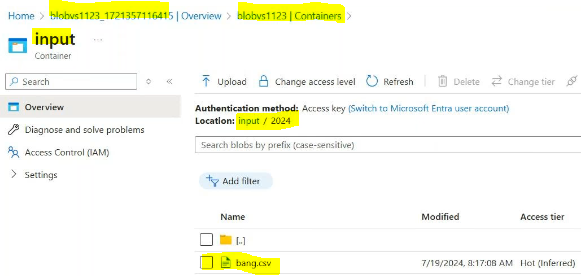 Home > blobvs1123_1721357116415 | Overview > blobvs1123 | Containers >
input ...
Container
Search
Upload Change access level Refresh Delete Change tier
Overview
Diagnose and solve problems
Access Control (IAM)
Settings
Authentication method: Access key (Switch to Microsoft Entra user account)
Location: input / 2024
Search blobs by prefix (case-sensitive)
Add filter
Name Modified Access tier
[..]
bang.csv 7/19/2024, 8:17:08 AM Hot (Inferred)